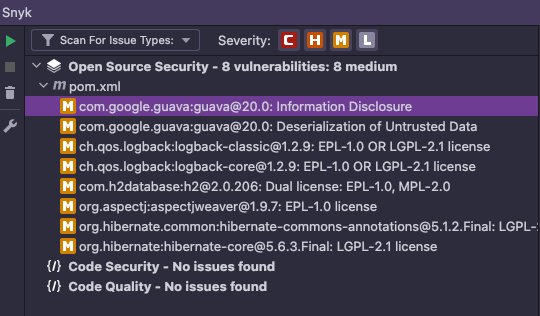 Snyk
Scan For Issue Types: Severity: C H M L
Open Source Security - 8 vulnerabilities: 8 medium
m pom.xml
M com.google.guava:guava@20.0: Information Disclosure
M com.google.guava:guava@20.0: Deserialization of Untrusted Data
M ch.qos.logback:logback-classic@1.2.9: EPL-1.0 OR LGPL-2.1 license
M ch.qos.logback:logback-core@1.2.9: EPL-1.0 OR LGPL-2.1 license
M com.h2database:h2@2.0.206: Dual license: EPL-1.0, MPL-2.0
M org.aspectj:aspectjweaver@1.9.7: EPL-1.0 license
M org.hibernate.common:hibernate-commons-annotations@5.1.2.Final: LGPL-
M org.hibernate:hibernate-core@5.6.3.Final: LGPL-2.1 license
{/} Code Security - No issues found
{/} Code Quality - No issues found